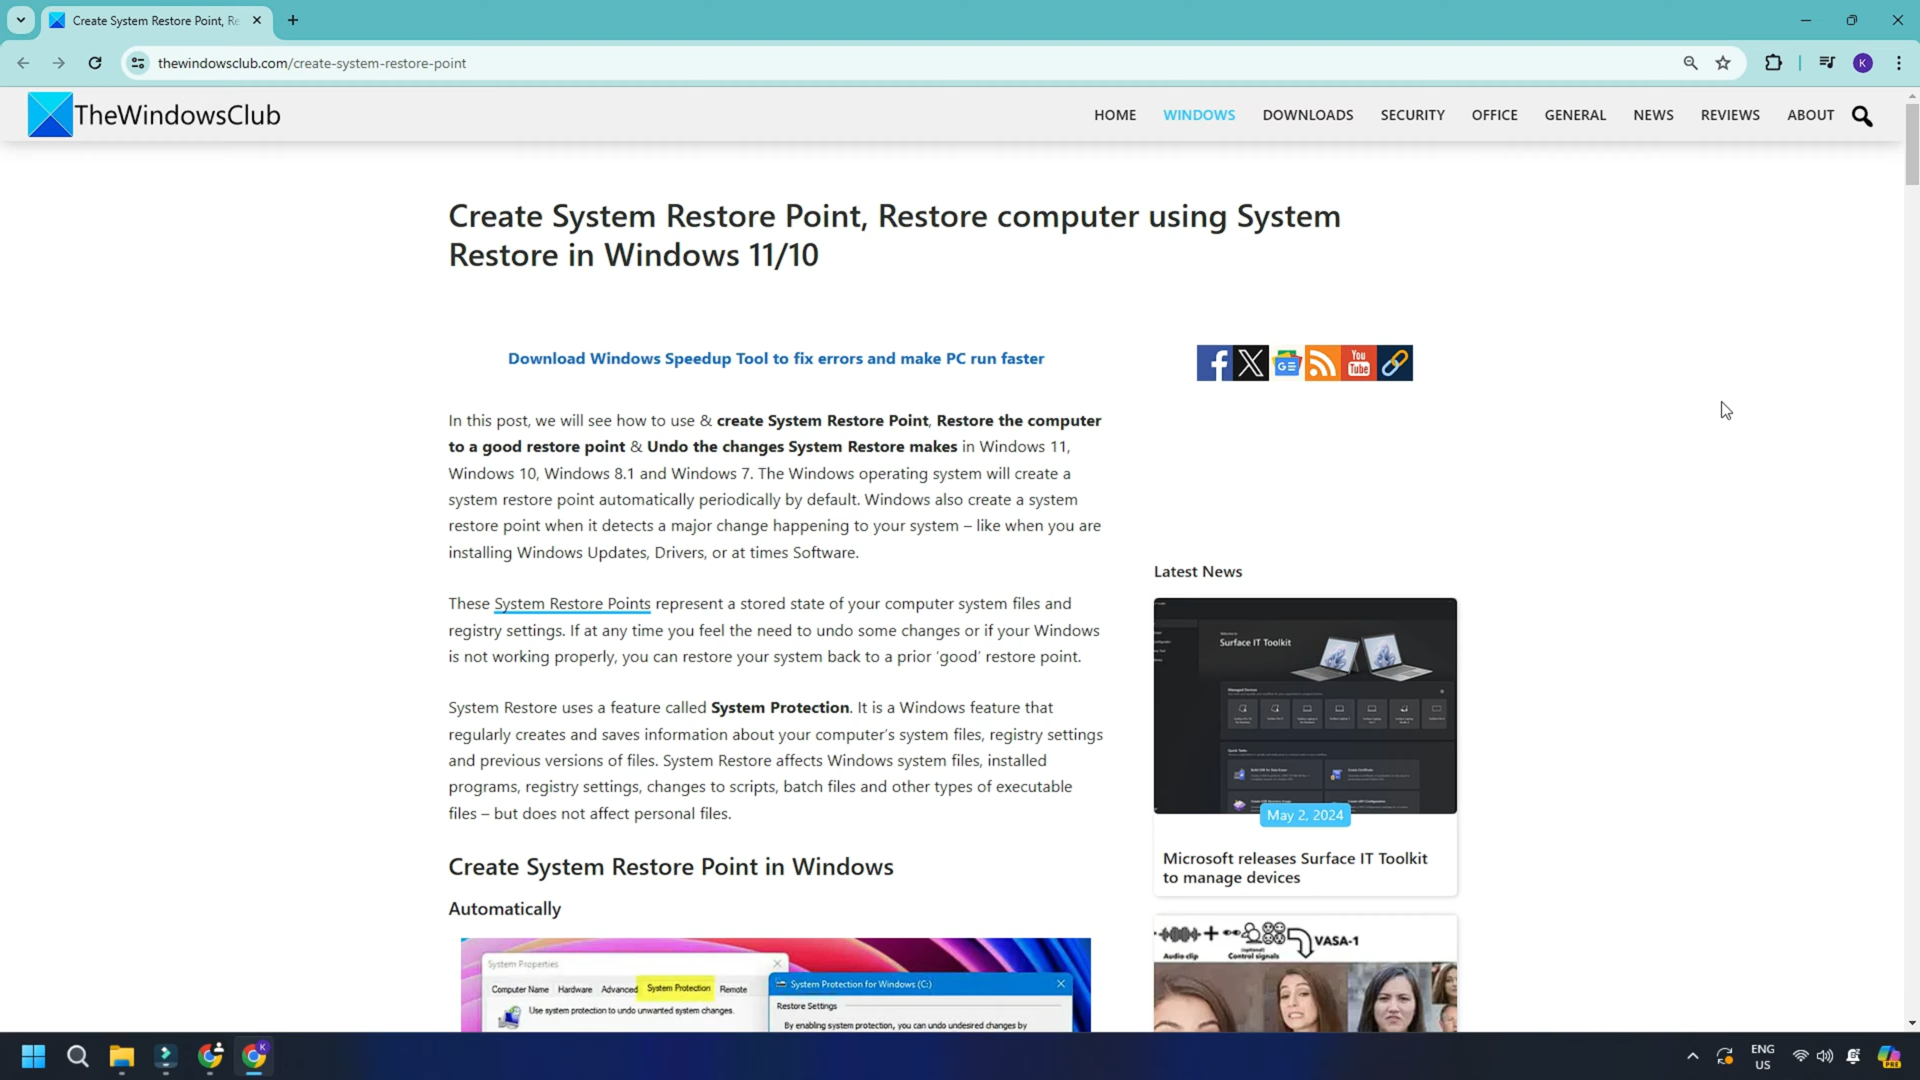 Create System Restore Point, Re
thewindowsclub.com/create-system-restore-point
K
TheWindowsClub
HOME WINDOWS DOWNLOADS SECURITY OFFICE GENERAL NEWS REVIEWS ABOUT
Create System Restore Point, Restore computer using System
Restore in Windows 11/10
Download Windows Speedup Tool to fix errors and make PC run faster
You
Tube
In this post, we will see how to use & create System Restore Point, Restore the computer
to a good restore point & Undo the changes System Restore makes in Windows 11,
Windows 10, Windows 8.1 and Windows 7. The Windows operating system will create a
system restore point automatically periodically by default. Windows also create a system
restore point when it detects a major change happening to your system – like when you are
installing Windows Updates, Drivers, or at times Software.
These System Restore Points represent a stored state of your computer system files and
registry settings. If at any time you feel the need to undo some changes or if your Windows
is not working properly, you can restore your system back to a prior ‘good’ restore point.
System Restore uses a feature called System Protection. It is a Windows feature that
regularly creates and saves information about your computer’s system files, registry settings
and previous versions of files. System Restore affects Windows system files, installed
programs, registry settings, changes to scripts, batch files and other types of executable
files – but does not affect personal files.
Create System Restore Point in Windows
Automatically
System Properties
Computer Name Hardware Advanced System Protection Remote
Use system protection to undo unwanted system changes.
System Protection for Windows (C:)
Restore Settings
By enabling system protection, you can undo undesired changes by
Latest News
Surface IT Toolkit
May 2, 2024
Microsoft releases Surface IT Toolkit
to manage devices
Audio clip
(optional)
Control signals
VASA-1
K
ENG
US
PRE